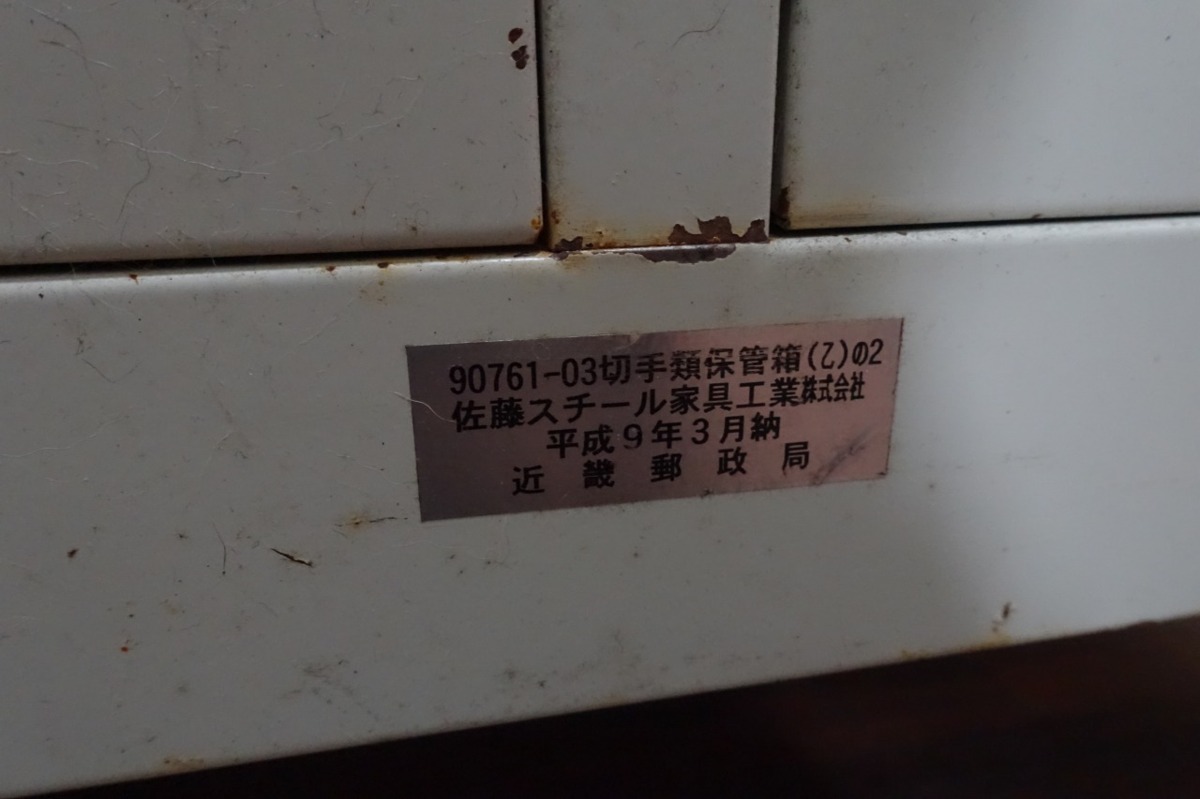 90761-03切手類保管箱(乙)の2
佐藤スチール家具工業株式会社
平成9年3月納
近畿郵政局